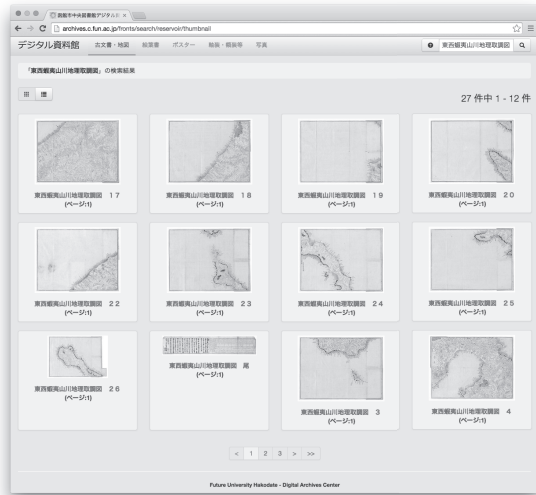 函館市中央図書館デジタル
archives.c.fun.ac.jp/fronts/search/reservoir/thumbnail
デジタル資料館 古文書・地図 絵葉書 ポスター 絵画・額装等 写真 東西蝦夷山川地理取調図
「東西蝦夷山川地理取調図」の検索結果
27 件中 1 - 12 件
東西蝦夷山川地理取調図 17
(ページ:1)
東西蝦夷山川地理取調図 18
(ページ:1)
東西蝦夷山川地理取調図 19
(ページ:1)
東西蝦夷山川地理取調図 20
(ページ:1)
東西蝦夷山川地理取調図 22
(ページ:1)
東西蝦夷山川地理取調図 23
(ページ:1)
東西蝦夷山川地理取調図 24
(ページ:1)
東西蝦夷山川地理取調図 25
(ページ:1)
東西蝦夷山川地理取調図 26
(ページ:1)
東西蝦夷山川地理取調図 尾
(ページ:1)
東西蝦夷山川地理取調図 3
(ページ:1)
東西蝦夷山川地理取調図 4
(ページ:1)
< 1 2 3 > >>
Future University Hakodate - Digital Archives Center